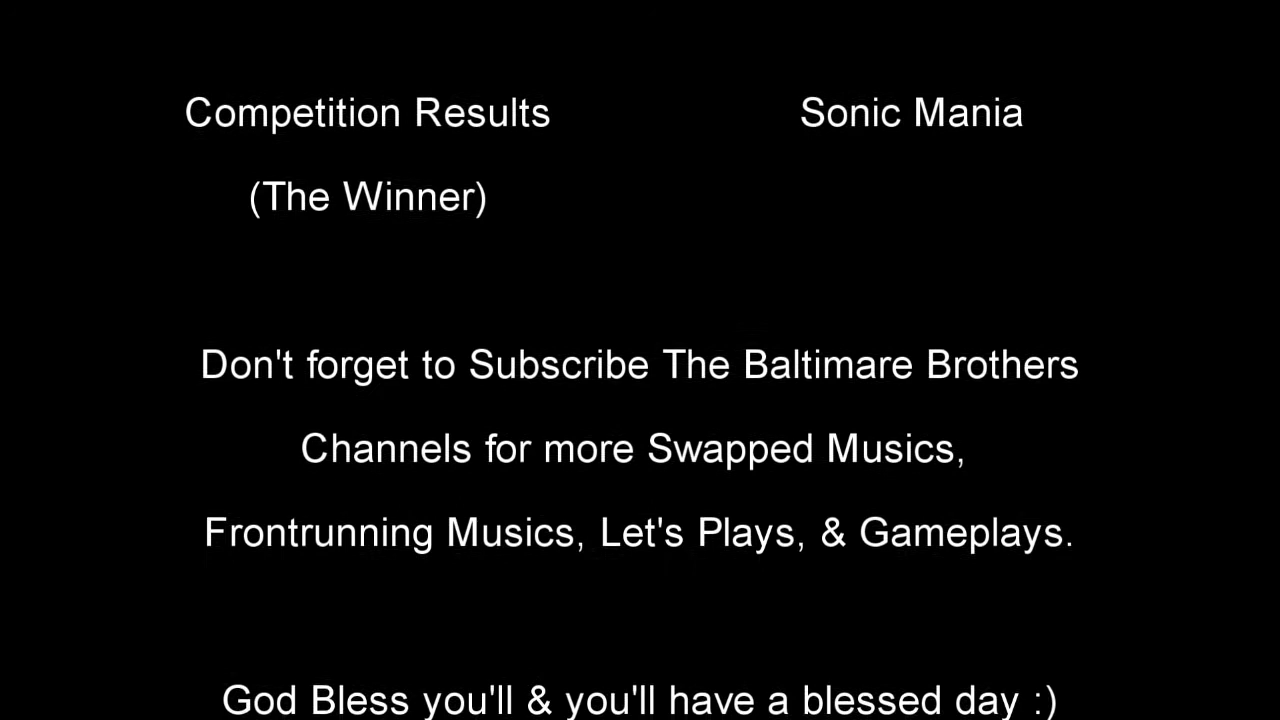 Competition Results Sonic Mania
(The Winner)
Don't forget to Subscribe The Baltimare Brothers
Channels for more Swapped Musics,
Frontrunning Musics, Let's Plays, & Gameplays.
God Bless you'll & you'll have a blessed day :)